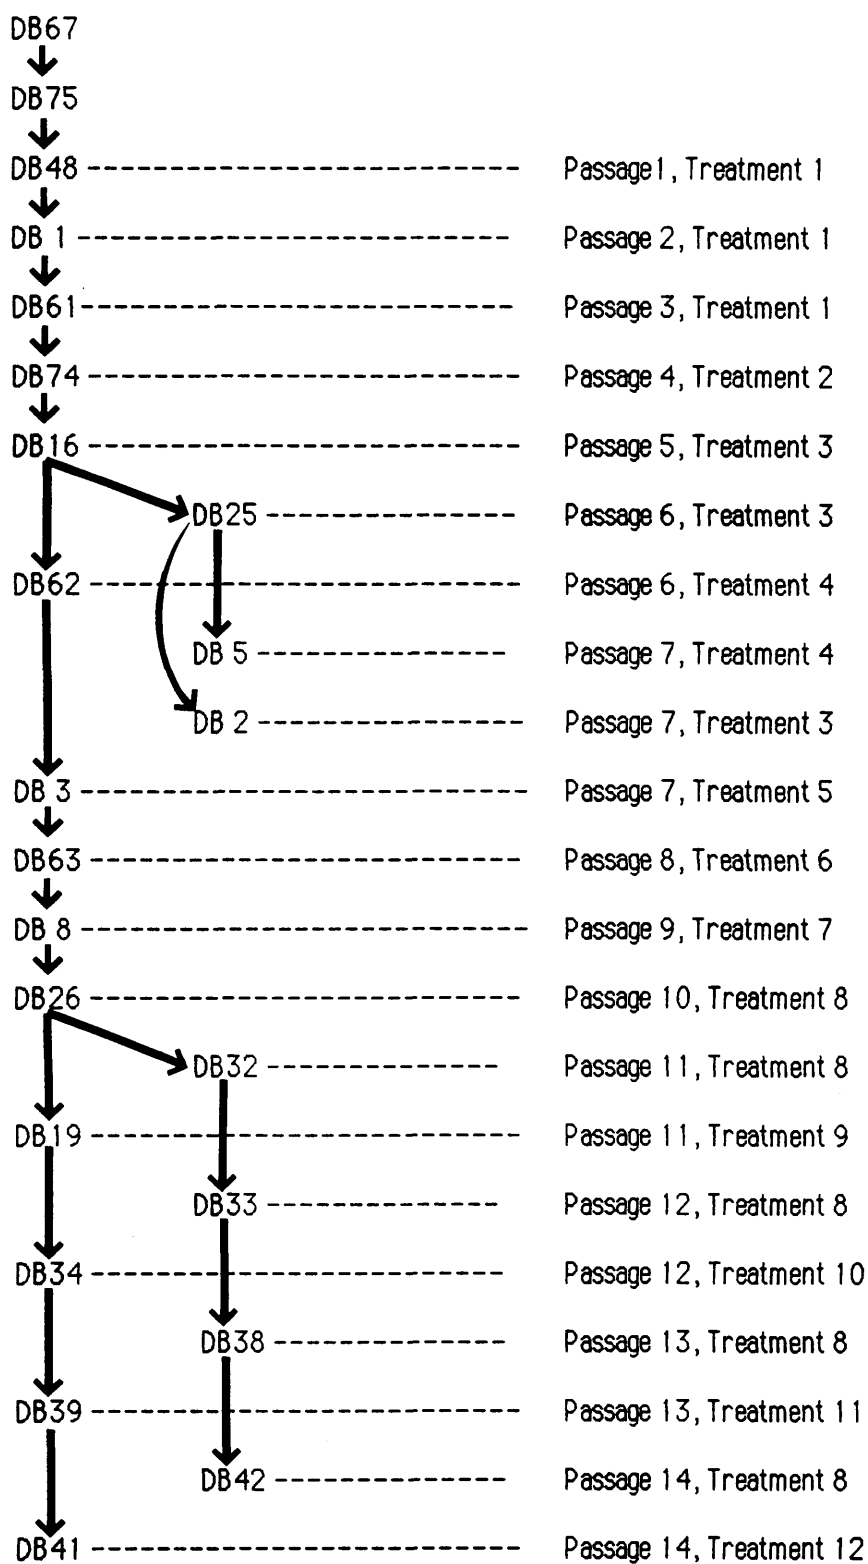 DB67
DB75
DB48 Passage 1, Treatment 1
DB 1 Passage 2, Treatment 1
DB61 Passage 3, Treatment 1
DB74 Passage 4, Treatment 2
DB16 Passage 5, Treatment 3
DB25 Passage 6, Treatment 3
DB62 Passage 6, Treatment 4
DB 5 Passage 7, Treatment 4
DB 2 Passage 7, Treatment 3
DB 3 Passage 7, Treatment 5
DB63 Passage 8, Treatment 6
DB 8 Passage 9, Treatment 7
DB26 Passage 10, Treatment 8
DB32 Passage 11, Treatment 8
DB19 Passage 11, Treatment 9
DB33 Passage 12, Treatment 8
DB34 Passage 12, Treatment 10
DB38 Passage 13, Treatment 8
DB39 Passage 13, Treatment 11
DB42 Passage 14, Treatment 8
DB41 Passage 14, Treatment 12